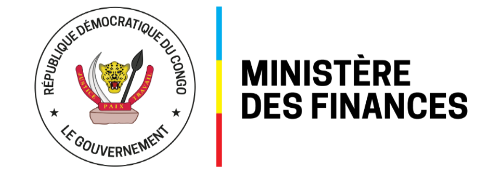 RÉPUBLIQUE DÉMOCRATIQUE DU CONGO
JUSTICE PAIX TRAVAIL
LE GOUVERNEMENT
MINISTÈRE
DES FINANCES